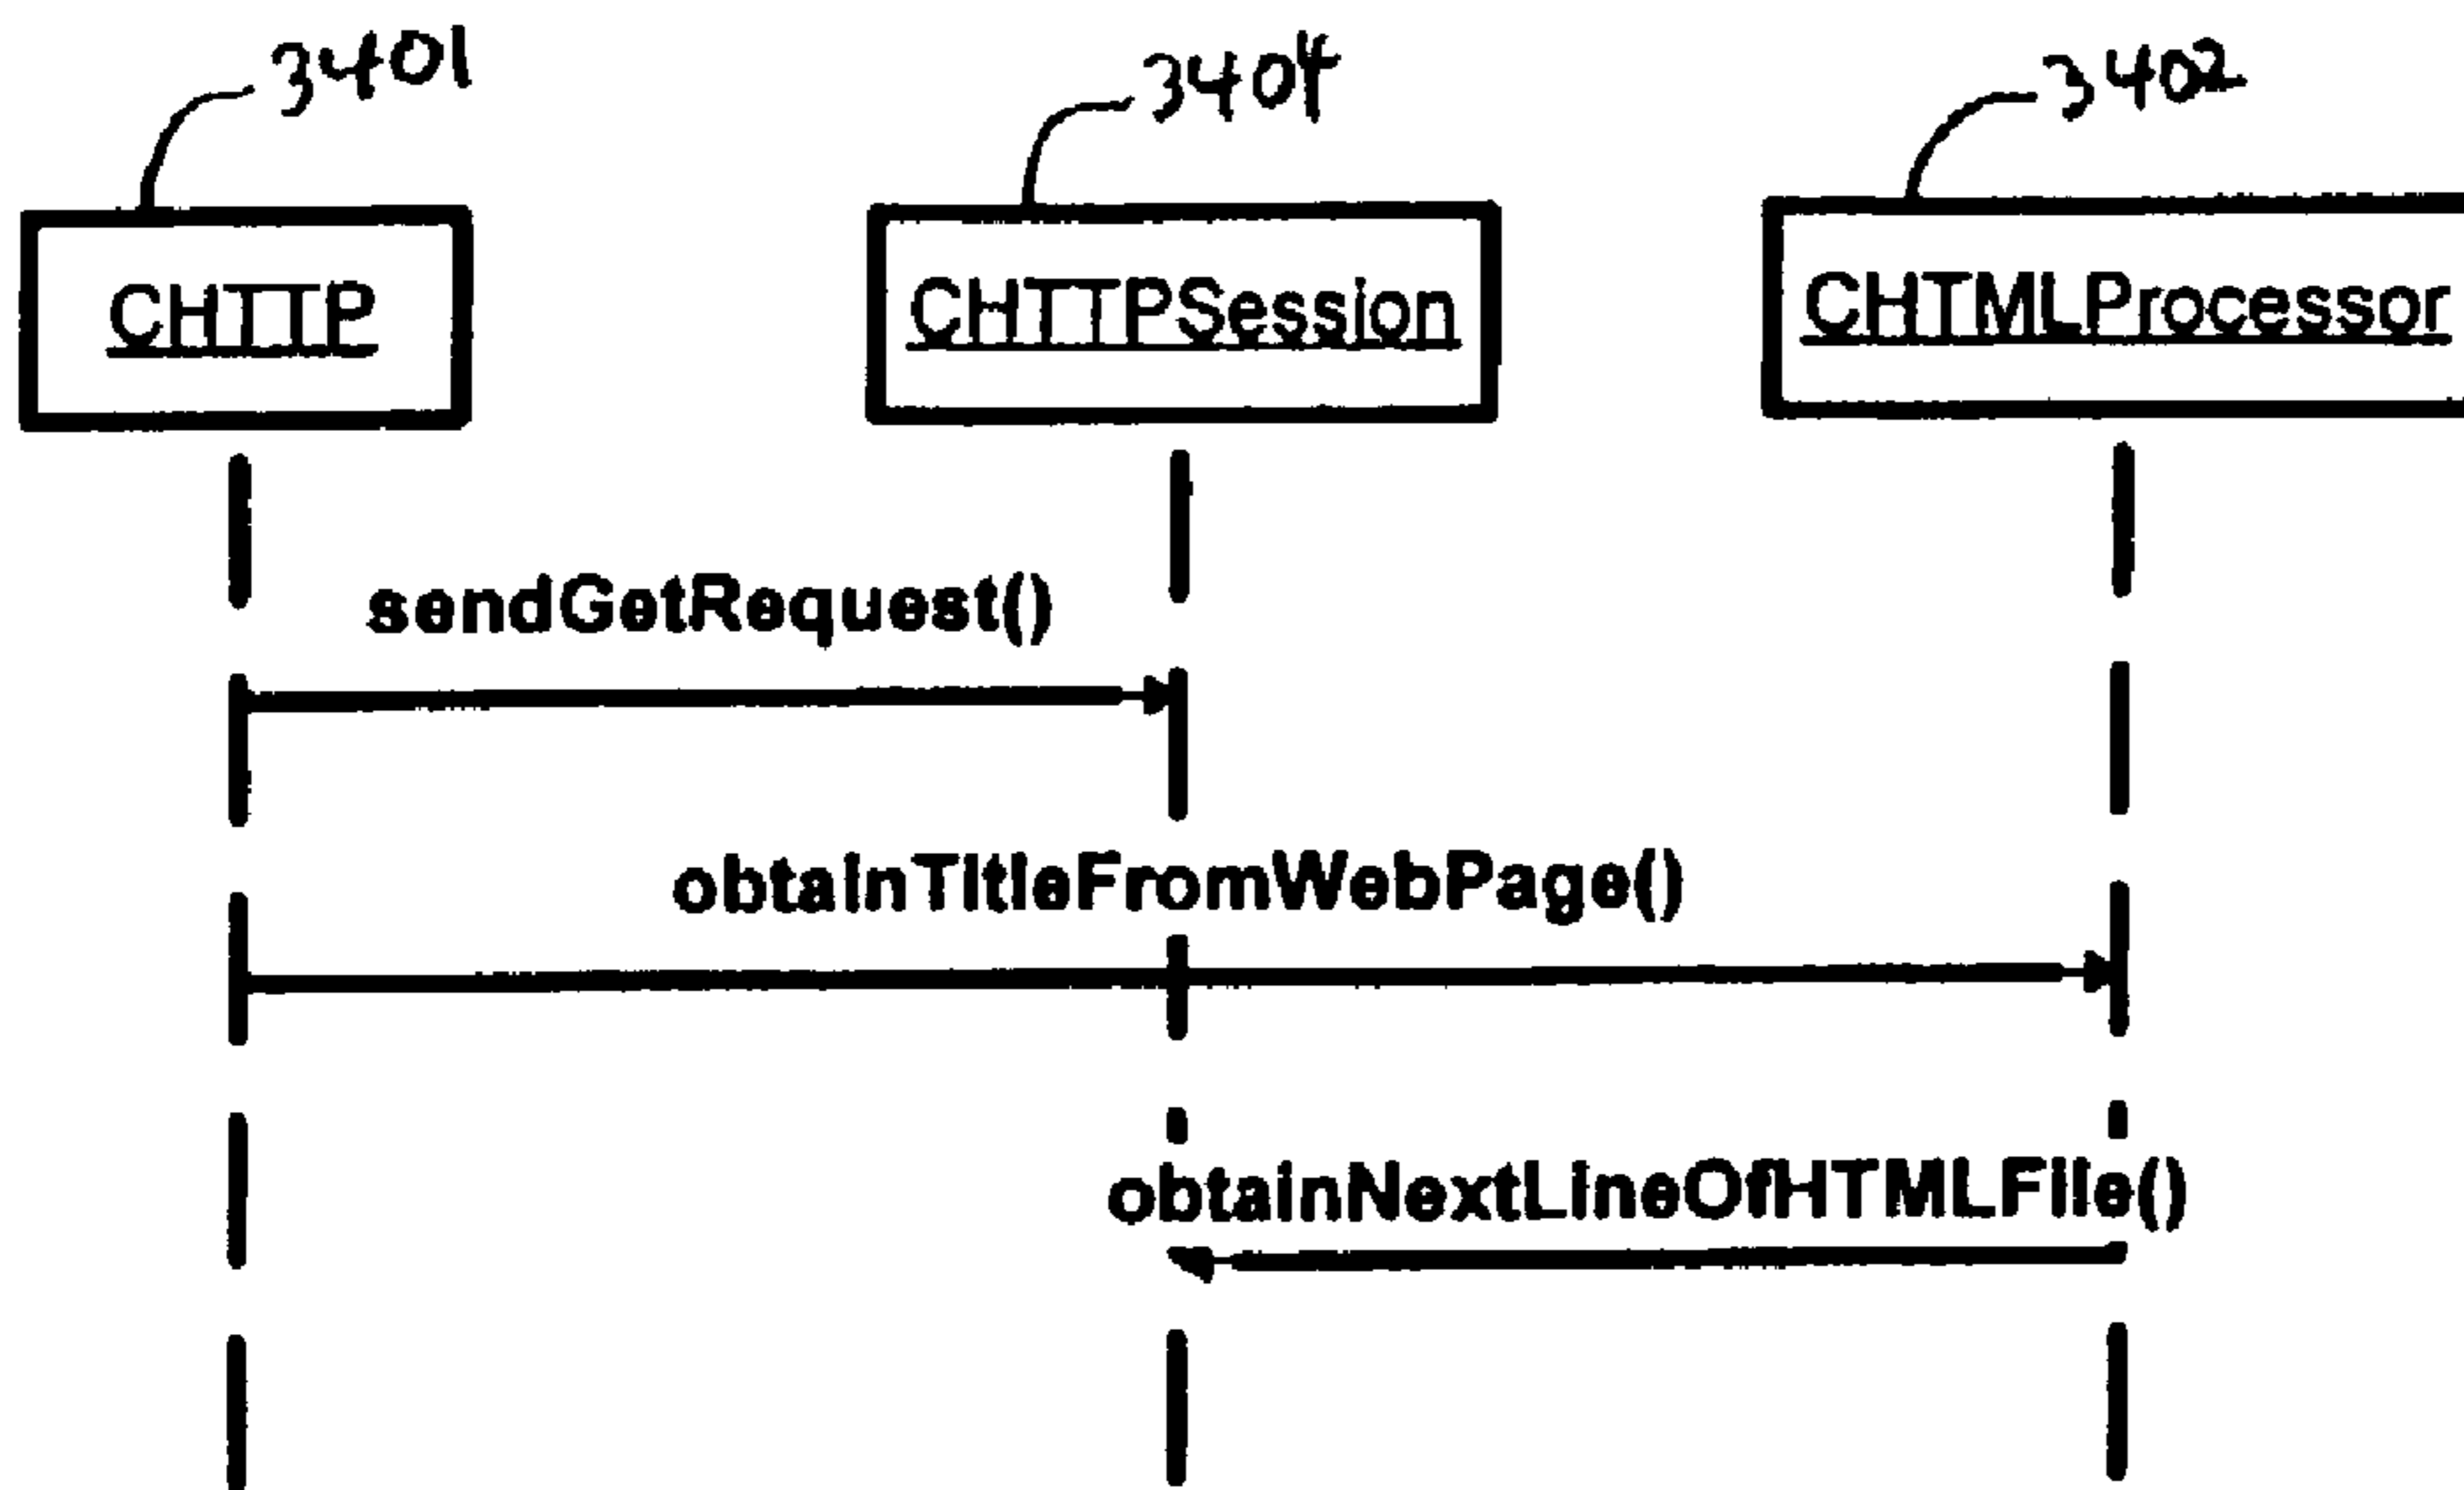 3401 3404 3402
CHTTP CHTTPSession CHTMLProcessor
sendGetRequest()
obtainTitleFromWebPage()
obtainNextLineOfHTMLFile()